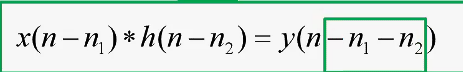 x(n−n₁)*h(n−n₂) = y(n−n₁−n₂)